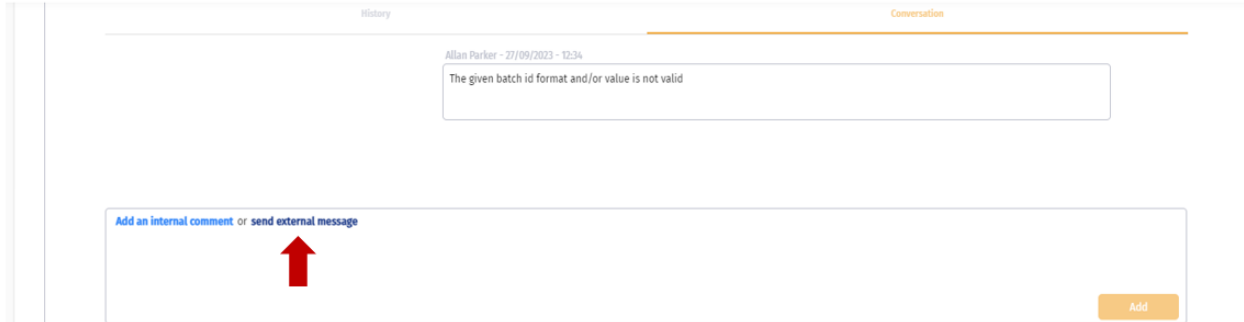 History
Conversation
Allan Parker - 27/09/2023 - 12:34
The given batch id format and/or value is not valid
Add an internal comment or send external message
Add